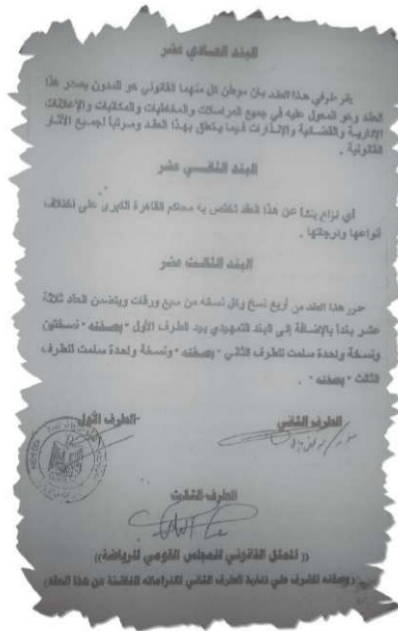 البند الحادي عشر
يقر طرفي هذا العقد بأن موطن كل منهما القانوني هو المدون بصدر هذا
العقد وهو المعول عليه في جميع المراسلات والمخاطبات والمكاتبات والإعلانات
الإدارية والقضائية والإنذارات فيما يتعلق بهذا العقد ومرتباً لجميع الآثار
القانونية .
البند الثاني عشر
أي نزاع ينشأ عن هذا العقد تختص به محاكم القاهرة الكبرى على اختلاف
أنواعها ودرجاتها .
البند الثالث عشر
حرر هذا العقد من أربع نسخ وكل نسخه من سبع ورقات ويتضمن العقد ثلاثة
عشر بنداً بالإضافة إلى البند التمهيدي بيد الطرف الأول " بصفته " نسختين
ونسخة واحدة سلمت للطرف الثاني " بصفته " ونسخة واحدة سلمت للطرف
الثالث " بصفته " .
الطرف الأول
الطرف الثاني
الطرف الثالث
(( الممثل القانوني للمجلس القومي للرياضة ))
وبصفته المشرف علي تنفيذ الطرف الثاني لالتزاماته الناشئة عن هذا العقد